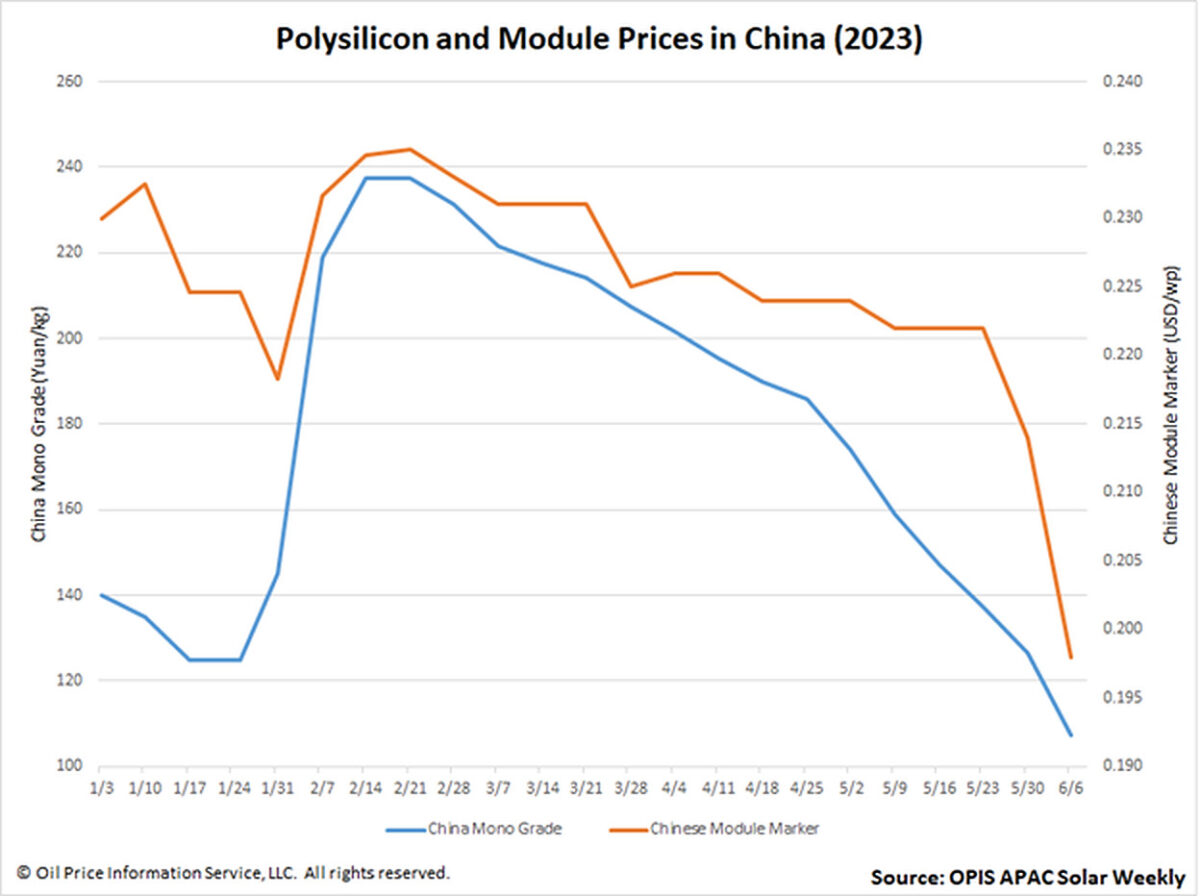 Polysilicon and Module Prices in China (2023)
260
240
220
200
180
160
140
120
100
China Mono Grade (Yuan/kg)
0.240
0.235
0.230
0.225
0.220
0.215
0.210
0.205
0.200
0.195
0.190
Chinese Module Marker (USD/wp)
1/3 1/10 1/17 1/24 1/31 2/7 2/14 2/21 2/28 3/7 3/14 3/21 3/28 4/4 4/11 4/18 4/25 5/2 5/9 5/16 5/23 5/30 6/6
China Mono Grade Chinese Module Marker
© Oil Price Information Service, LLC. All rights reserved.
Source: OPIS APAC Solar Weekly